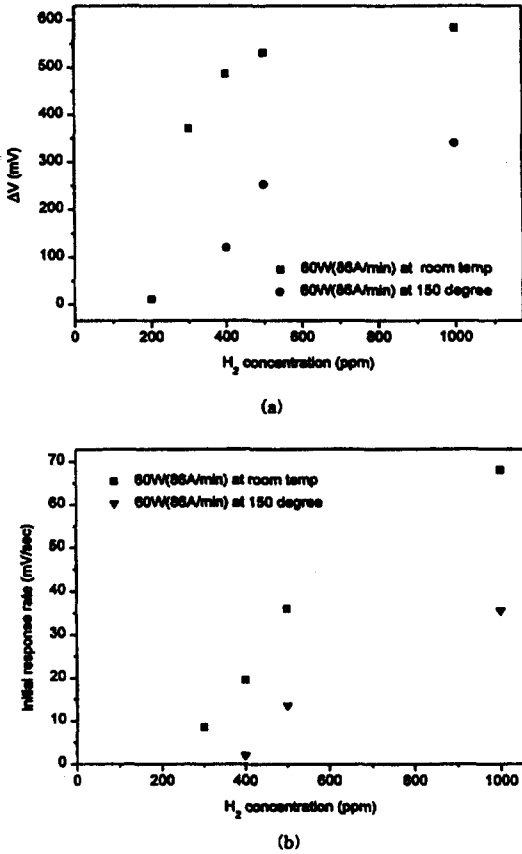 600
500
400
300
200
100
0
ΔV (mV)
60W(86A/min) at room temp
60W(86A/min) at 150 degree
0 200 400 600 800 1000
H₂ concentration (ppm)
(a)
70
60
50
40
30
20
10
0
Initial response rate (mV/sec)
60W(86A/min) at room temp
60W(86A/min) at 150 degree
0 200 400 600 800 1000
H₂ concentration (ppm)
(b)